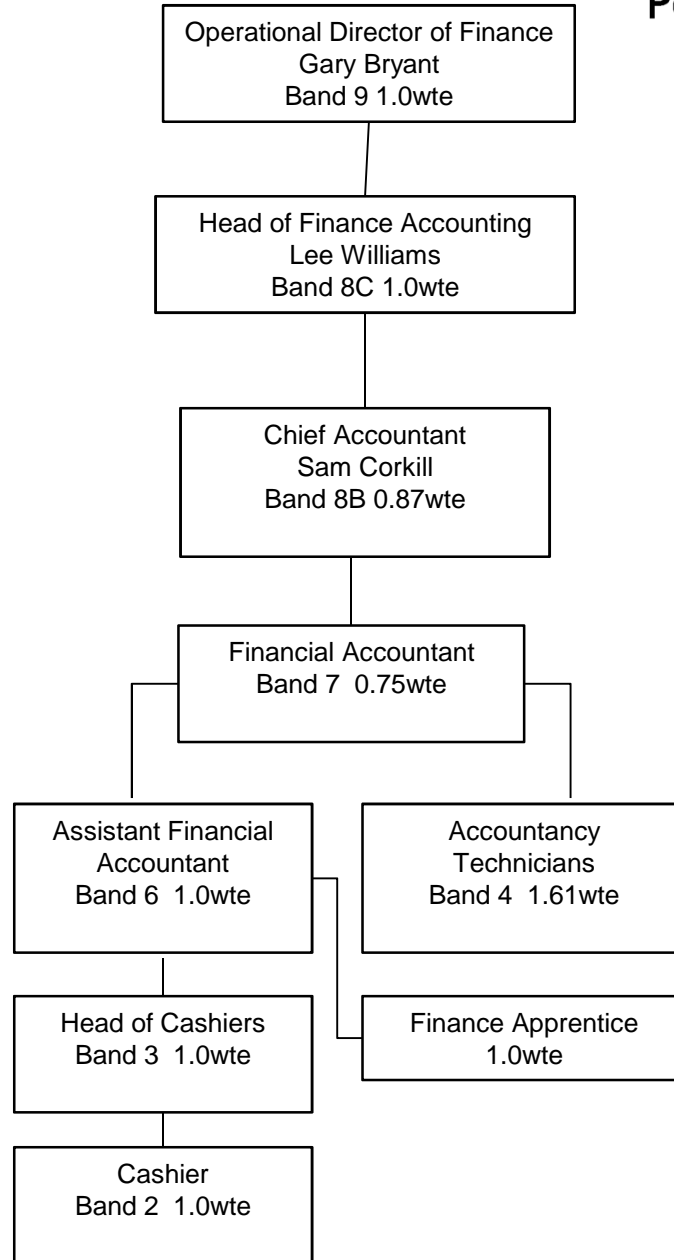 Operational Director of Finance
Gary Bryant
Band 9 1.0wte
Head of Finance Accounting
Lee Williams
Band 8C 1.0wte
Chief Accountant
Sam Corkill
Band 8B 0.87wte
Financial Accountant
Band 7  0.75wte
Assistant Financial
Accountant
Band 6  1.0wte
Accountancy
Technicians
Band 4  1.61wte
Head of Cashiers
Band 3  1.0wte
Finance Apprentice
1.0wte
Cashier
Band 2  1.0wte